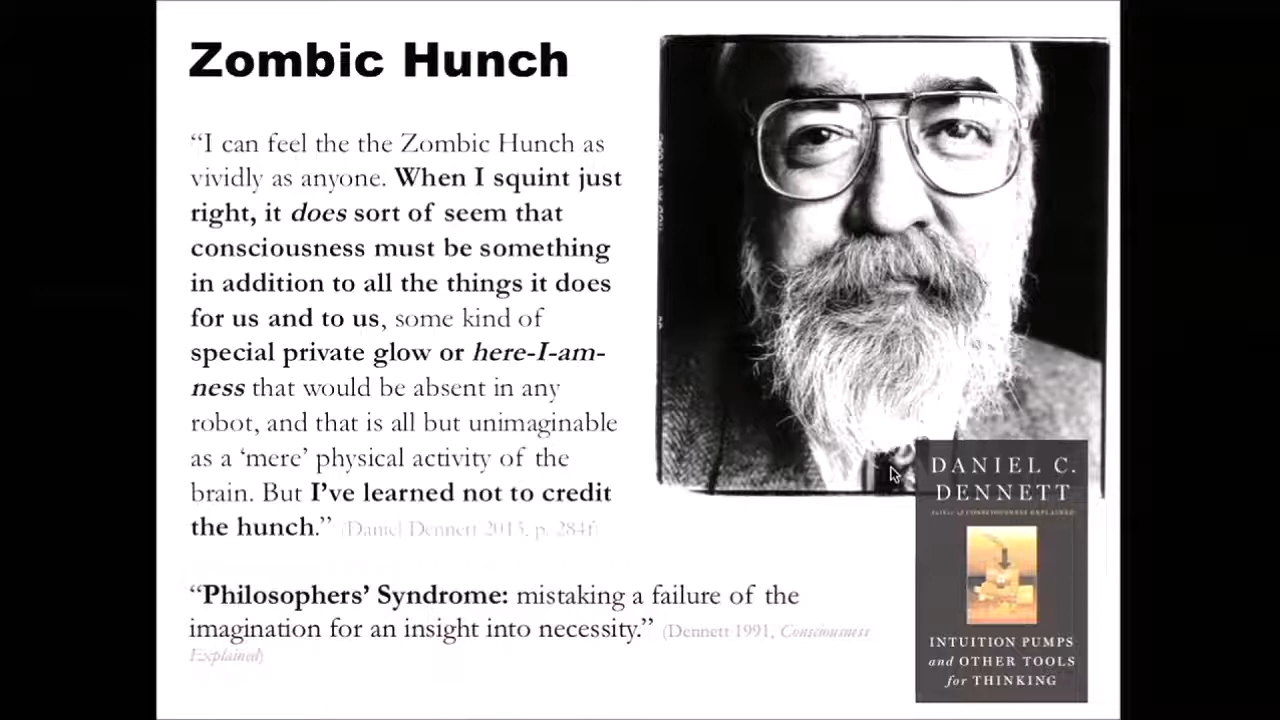 Zombic Hunch
“I can feel the the Zombic Hunch as
vividly as anyone. When I squint just
right, it does sort of seem that
consciousness must be something
in addition to all the things it does
for us and to us, some kind of
special private glow or here-I-am-
ness that would be absent in any
robot, and that is all but unimaginable
as a ‘mere’ physical activity of the
brain. But I’ve learned not to credit
the hunch.” (Daniel Dennett 2013, p. 284f)
“Philosophers’ Syndrome: mistaking a failure of the
imagination for an insight into necessity.” (Dennett 1991, Consciousness
Explained)
DANIEL C.
DENNETT
Author of CONSCIOUSNESS EXPLAINED
INTUITION PUMPS
and OTHER TOOLS
for THINKING